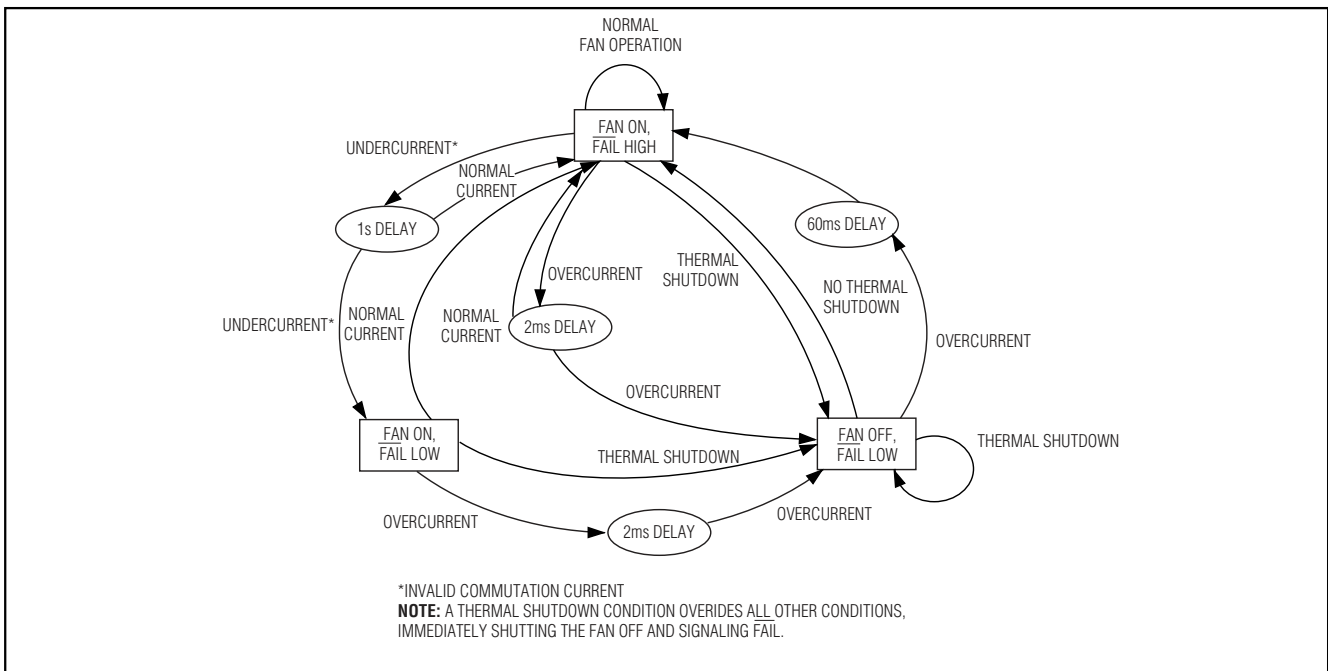 NORMAL
FAN OPERATION
FAN ON,
FAIL HIGH
UNDERCURRENT*
NORMAL
CURRENT
1s DELAY
60ms DELAY
THERMAL
SHUTDOWN
OVERCURRENT
NO THERMAL
SHUTDOWN
UNDERCURRENT*
NORMAL
CURRENT
NORMAL
CURRENT
2ms DELAY
OVERCURRENT
OVERCURRENT
FAN ON,
FAIL LOW
FAN OFF,
FAIL LOW
THERMAL SHUTDOWN
THERMAL SHUTDOWN
OVERCURRENT
2ms DELAY
OVERCURRENT
*INVALID COMMUTATION CURRENT
NOTE: A THERMAL SHUTDOWN CONDITION OVERIDES ALL OTHER CONDITIONS,
IMMEDIATELY SHUTTING THE FAN OFF AND SIGNALING FAIL.